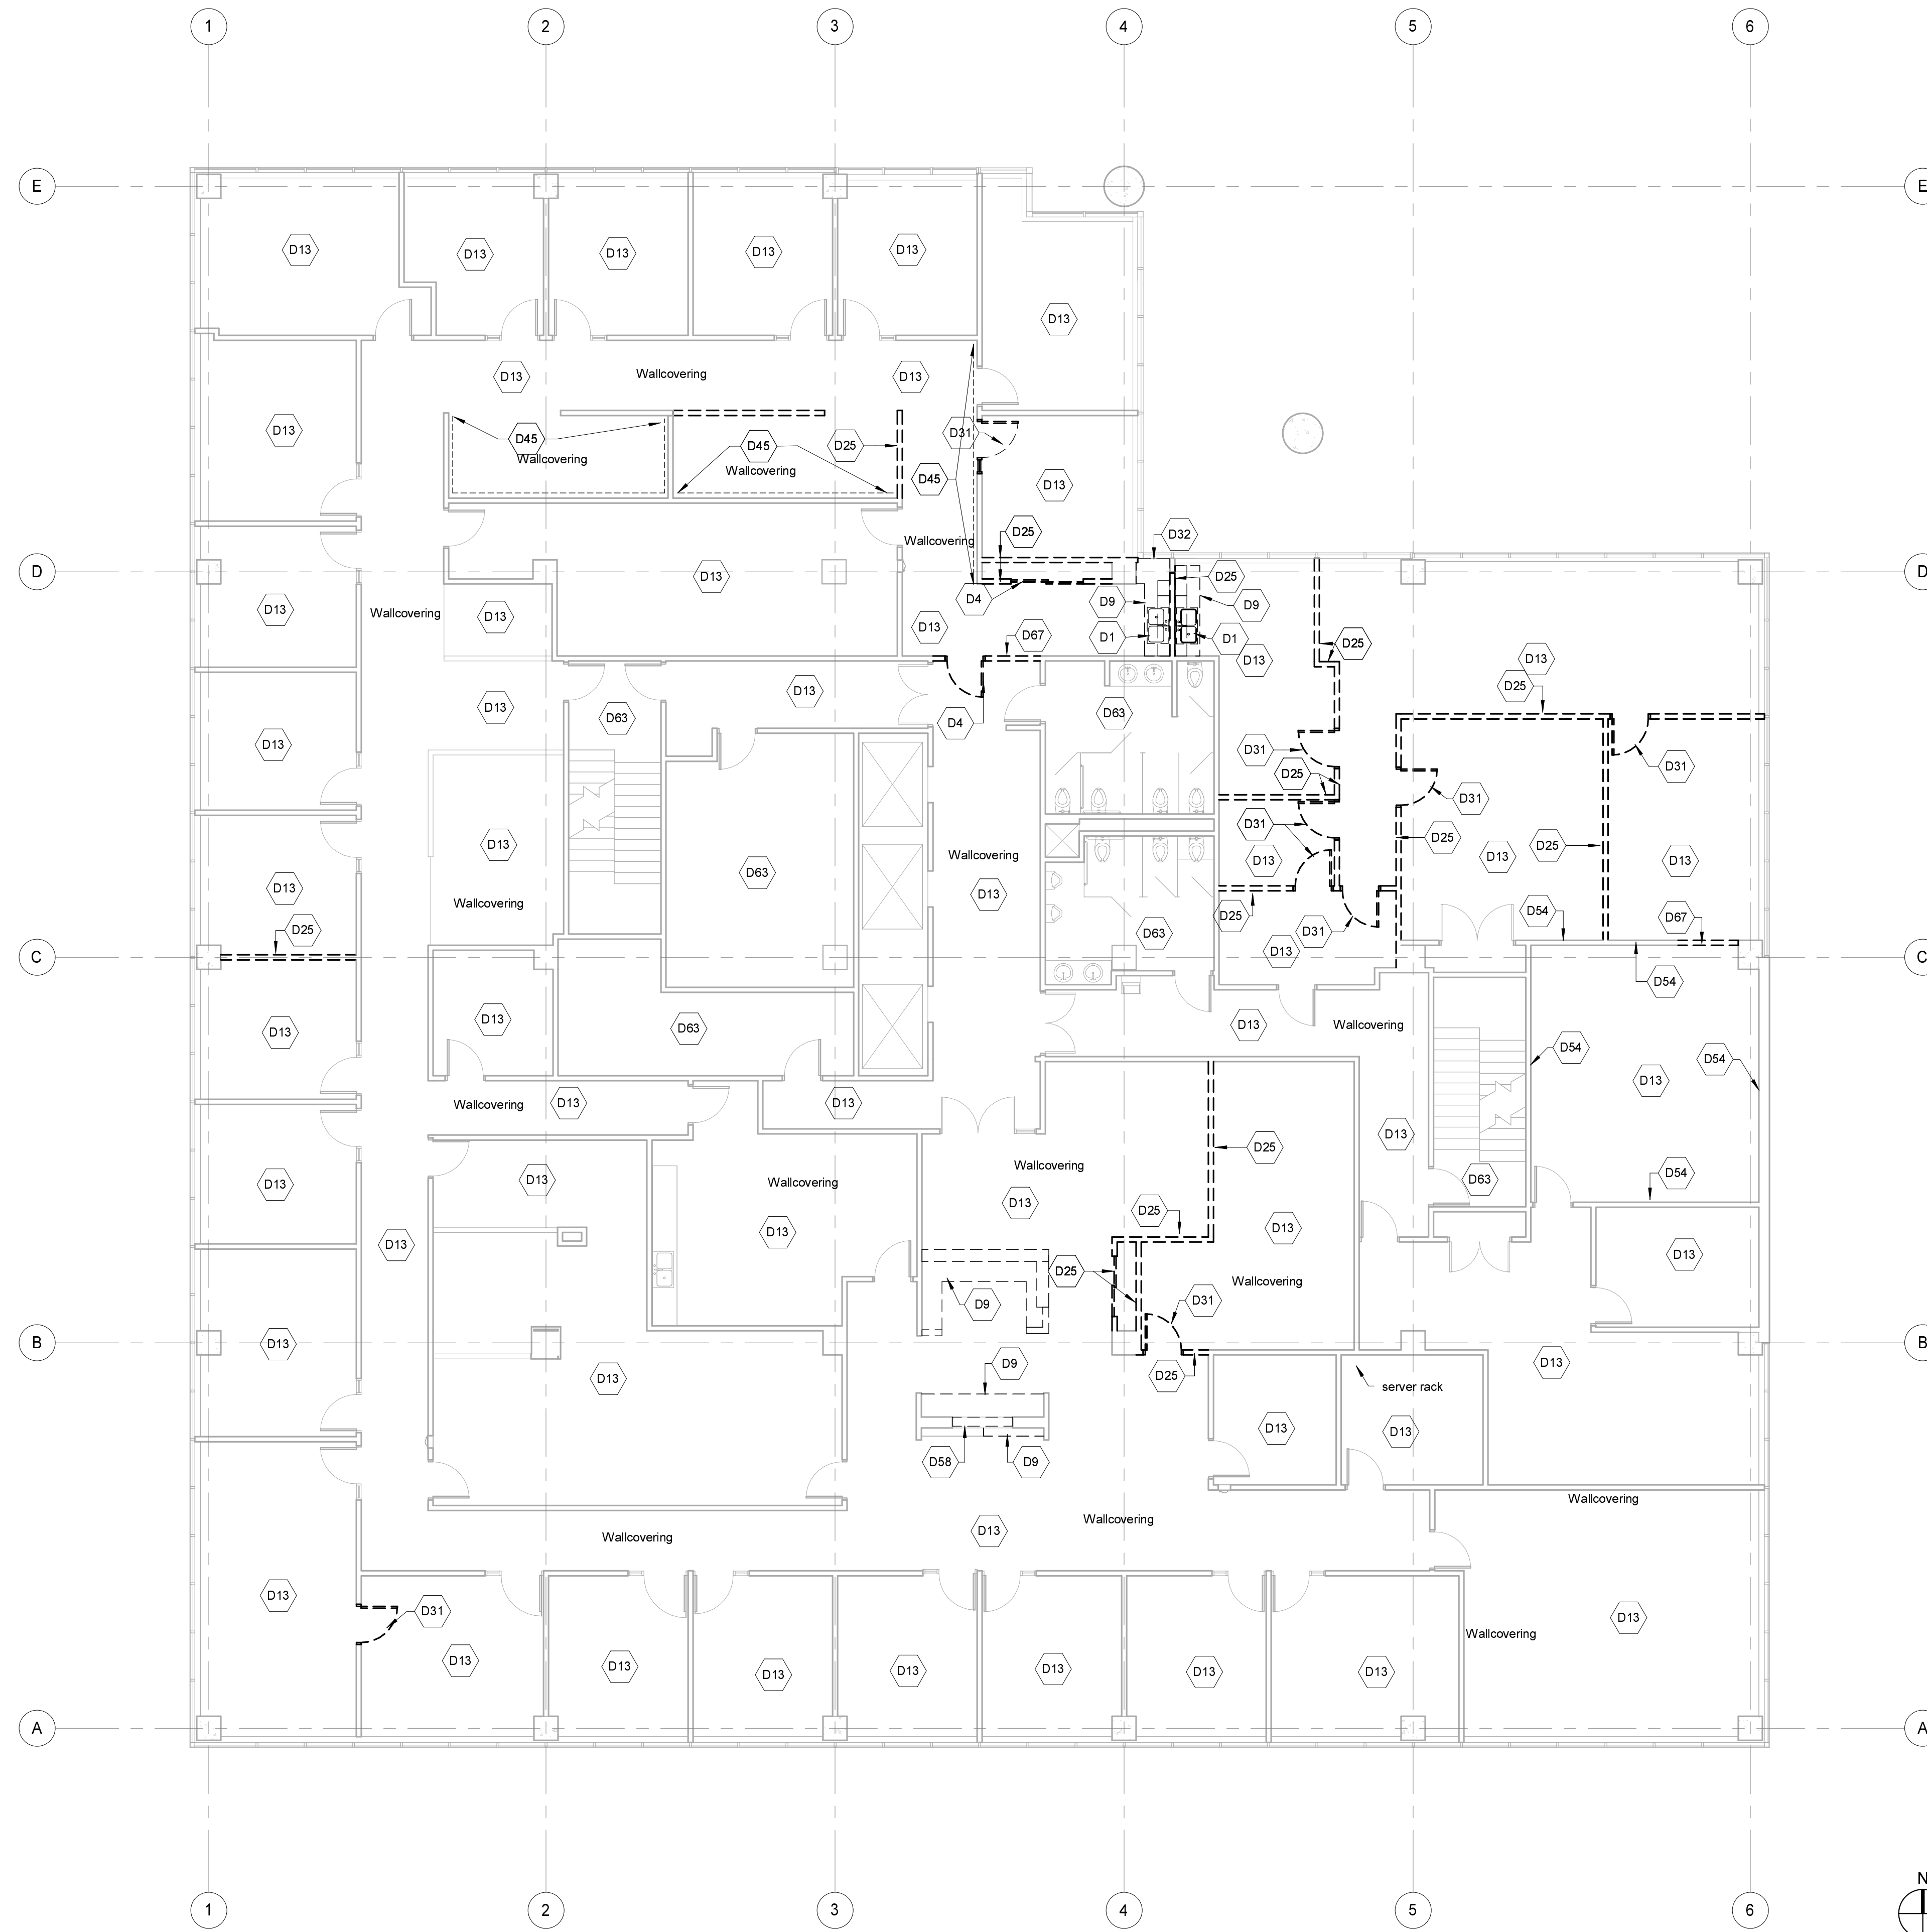 1 2 3 4 5 6
E E
D13
D13 D13 D13 D13
D13
D13 Wallcovering D13
D13
D45 D45 D25 D31
Wallcovering
Wallcovering
D45 D13
D25 D32
Wallcovering
D D
D13 D25
D4 D9 D9
D13 D13 D13
Wallcovering
D67 D1 D1
D25
D13 D13
D25
D13 D13
D63 D63
D4
D13 D31 D31
D25
D31
D31 D25
D13 Wallcovering D13 D13 D25 D13
D63
D13 D13
Wallcovering
D25 D54 D67
D25 D63 D31
C C
D13
D54
D13 D63 D13 Wallcovering
D13
D54 D54
D13
Wallcovering D13 D13
D13
D25
Wallcovering
D13 D13 Wallcovering D63 D54
D13
D25
D13 D13
D13 D13
D25 Wallcovering
D9 D31
B B
D13
D9 D13
D25
D13 server rack
D13 D13
D58 D9
Wallcovering
Wallcovering
Wallcovering D13
D13
D31 D13
Wallcovering
D13 D13 D13 D13 D13 D13 D13
A A
N
1 2 3 4 5 6